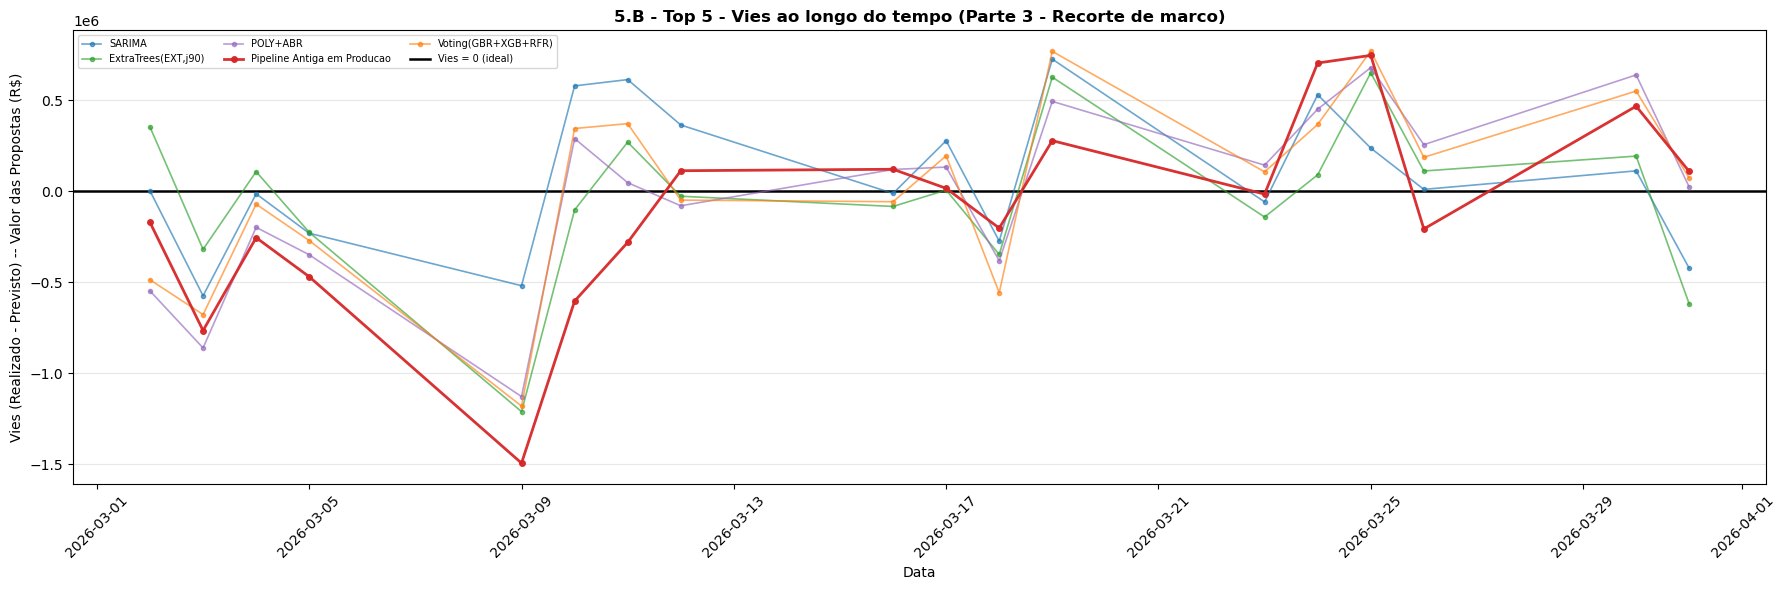 5.B - Top 5 - Vies ao longo do tempo (Parte 3 - Recorte de marco)
1e6
SARIMA
ExtraTrees(EXT,j90)
POLY+ABR
Pipeline Antiga em Producao
Voting(GBR+XGB+RFR)
Vies = 0 (ideal)
Vies (Realizado - Previsto) -- Valor das Propostas (R$)
0.5
0.0
−0.5
−1.0
−1.5
2026-03-01
2026-03-05
2026-03-09
2026-03-13
2026-03-17
2026-03-21
2026-03-25
2026-03-29
2026-04-01
Data